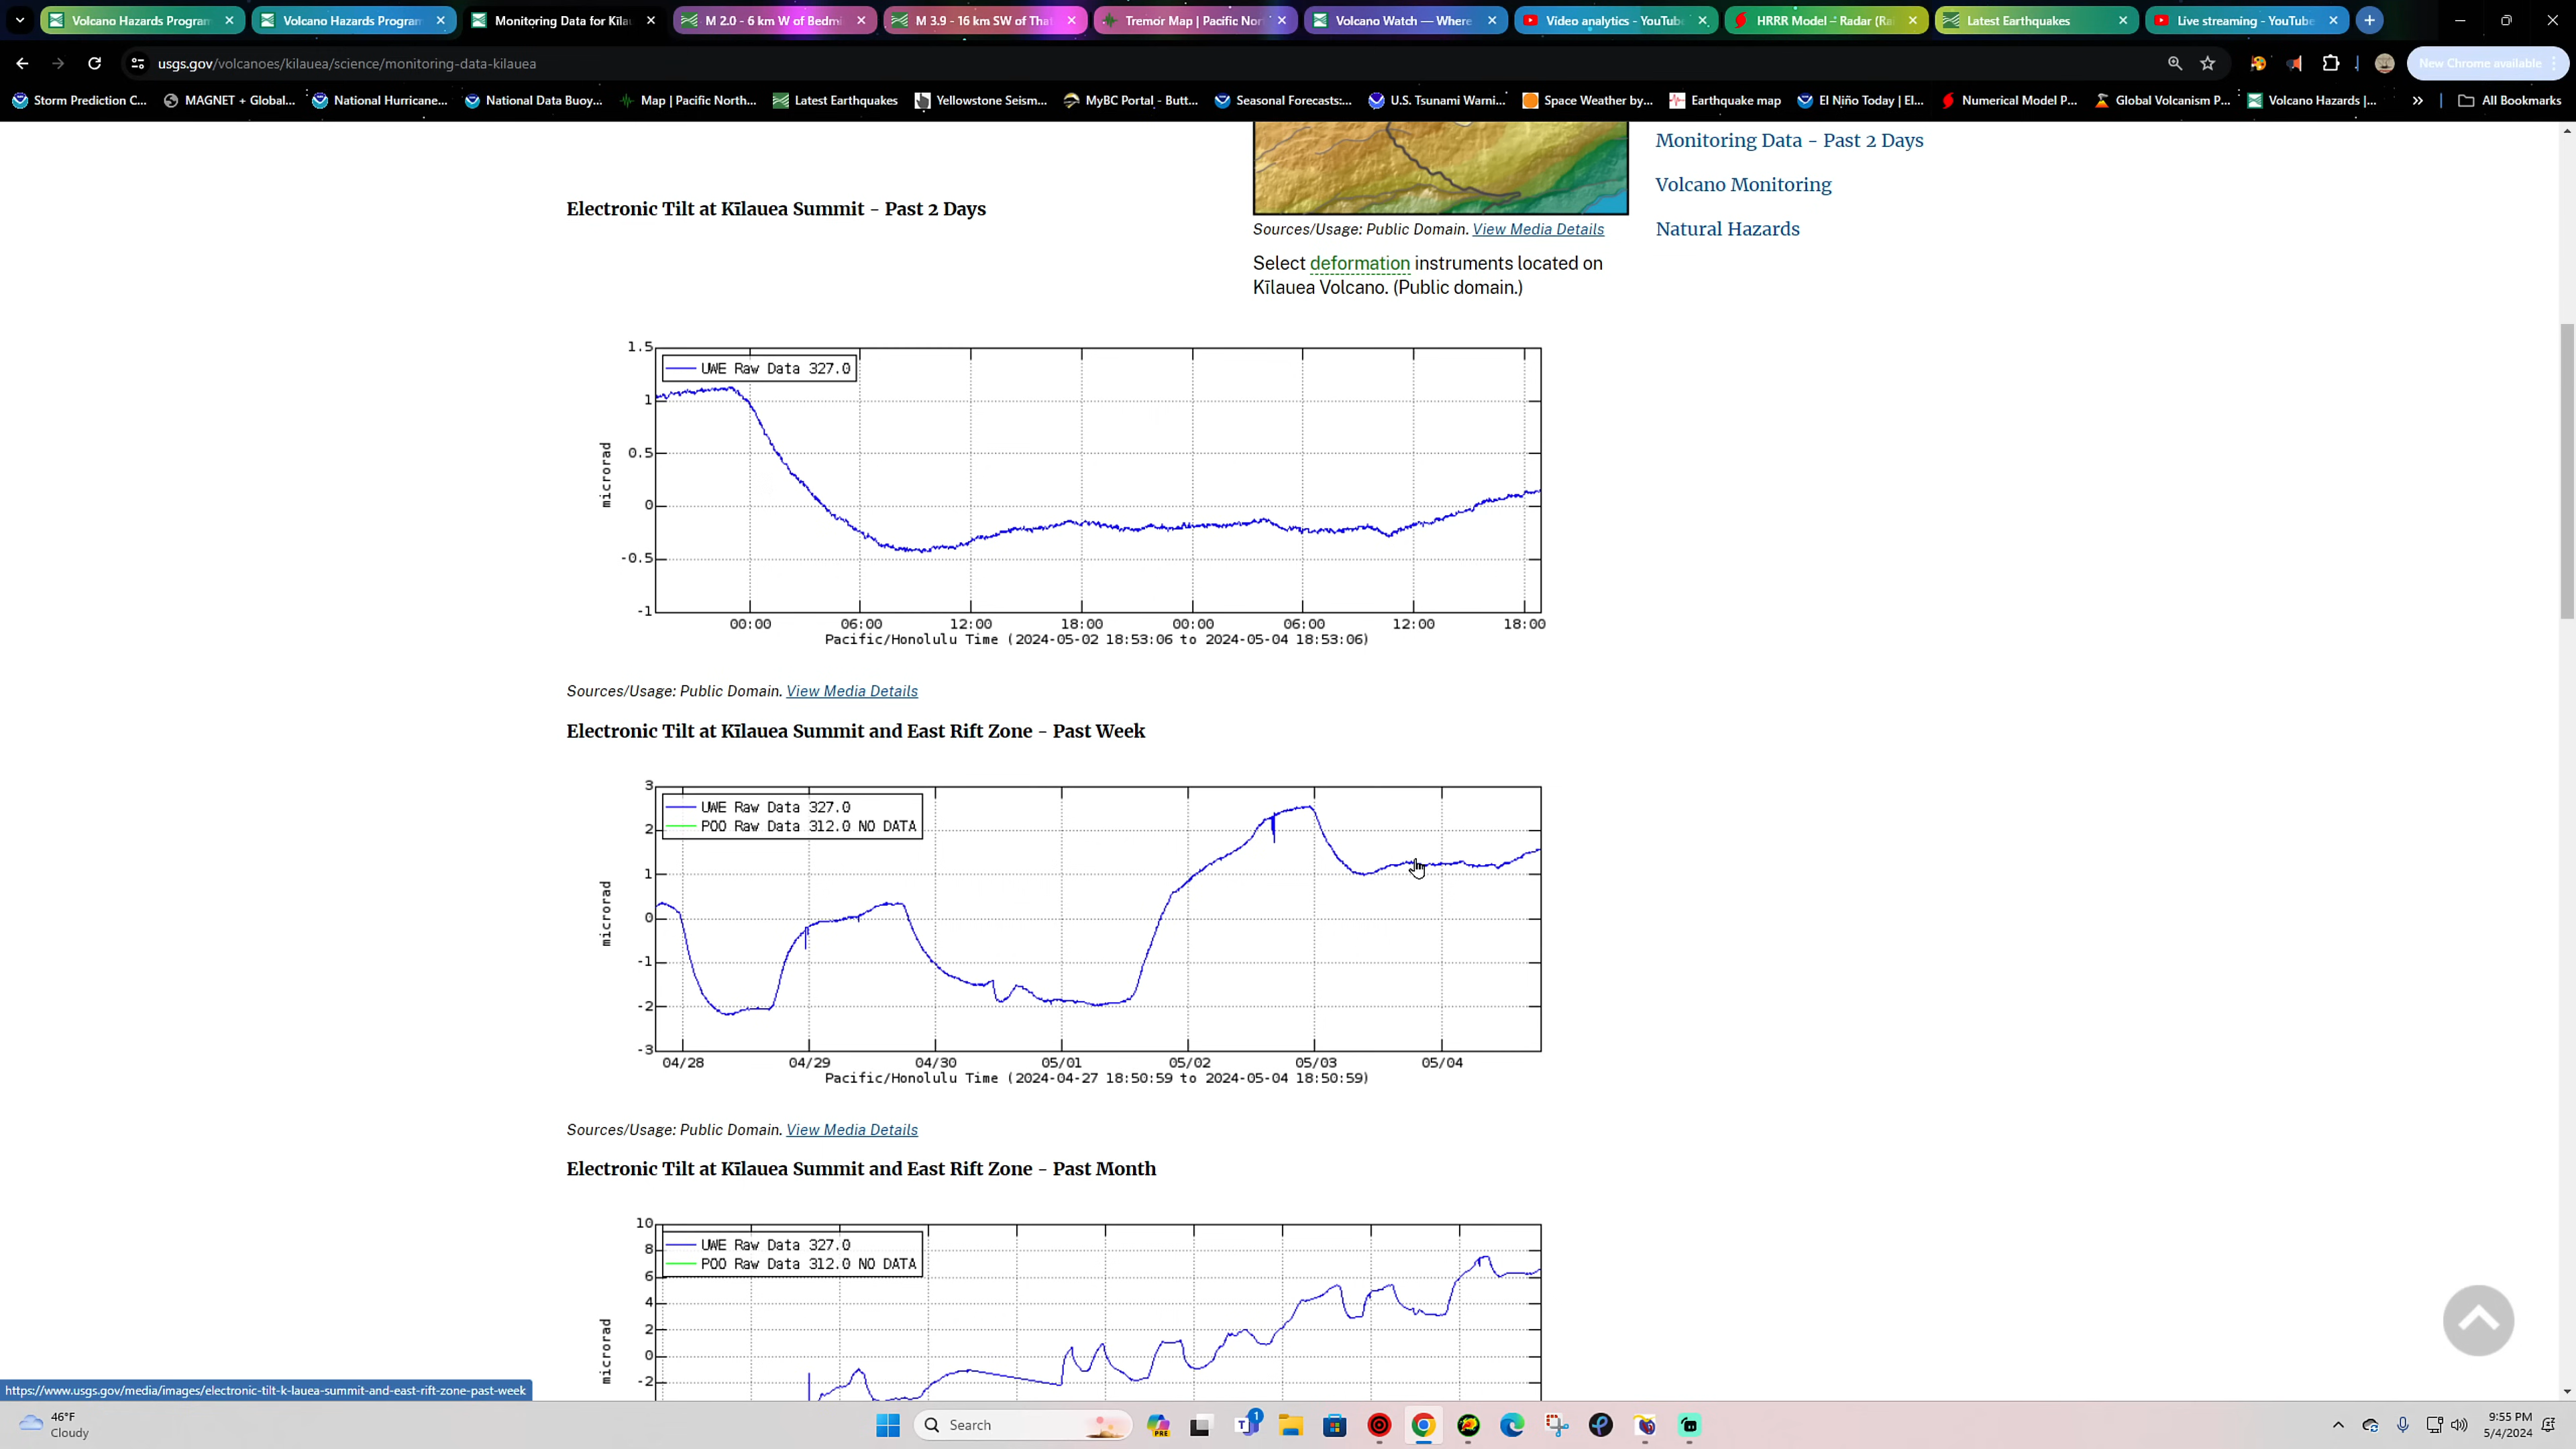 Volcano Hazards Program
Volcano Hazards Program
Monitoring Data for Kīlau
M 2.0 - 6 km W of Bedmi
M 3.9 - 16 km SW of That
Tremor Map | Pacific Nor
Volcano Watch — Where
Video analytics - YouTube
HRRR Model – Radar (Ra
Latest Earthquakes
Live streaming - YouTube
usgs.gov/volcanoes/kilauea/science/monitoring-data-kilauea
New Chrome available
Storm Prediction C...
MAGNET + Global...
National Hurricane...
National Data Buoy...
Map | Pacific North...
Latest Earthquakes
Yellowstone Seism...
MyBC Portal - Butt...
Seasonal Forecasts:...
U.S. Tsunami Warni...
Space Weather by...
Earthquake map
El Niño Today | El...
Numerical Model P...
Global Volcanism P...
Volcano Hazards |...
All Bookmarks
Monitoring Data - Past 2 Days
Volcano Monitoring
Natural Hazards
Electronic Tilt at Kīlauea Summit - Past 2 Days
Sources/Usage: Public Domain. View Media Details
Select deformation instruments located on
Kīlauea Volcano. (Public domain.)
UWE Raw Data 327.0
1.5
1
0.5
0
-0.5
-1
microrad
00:00 06:00 12:00 18:00 00:00 06:00 12:00 18:00
Pacific/Honolulu Time (2024-05-02 18:53:06 to 2024-05-04 18:53:06)
Sources/Usage: Public Domain. View Media Details
Electronic Tilt at Kīlauea Summit and East Rift Zone - Past Week
UWE Raw Data 327.0
POO Raw Data 312.0 NO DATA
3
2
1
0
-1
-2
-3
microrad
04/28 04/29 04/30 05/01 05/02 05/03 05/04
Pacific/Honolulu Time (2024-04-27 18:50:59 to 2024-05-04 18:50:59)
Sources/Usage: Public Domain. View Media Details
Electronic Tilt at Kīlauea Summit and East Rift Zone - Past Month
UWE Raw Data 327.0
POO Raw Data 312.0 NO DATA
10
8
6
4
2
0
-2
microrad
https://www.usgs.gov/media/images/electronic-tilt-k-lauea-summit-and-east-rift-zone-past-week
46°F
Cloudy
Search
PRE
1
9:55 PM
5/4/2024